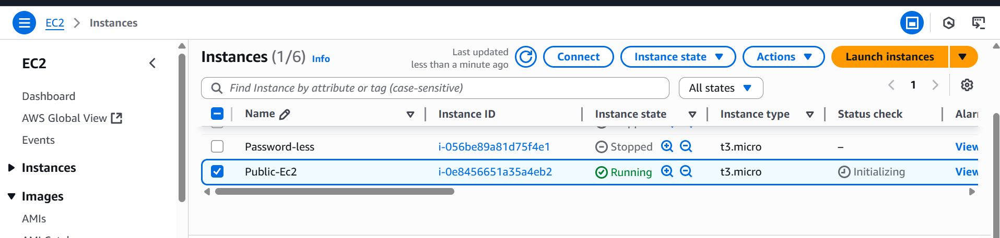 EC2 Instances
EC2
Dashboard
AWS Global View
Events
Instances
Images
AMIs
Instances (1/6) Info
Last updated
less than a minute ago
Connect
Instance state
Actions
Launch instances
Find Instance by attribute or tag (case-sensitive)
All states
1
Name Instance ID Instance state Instance type Status check Alar
Password-less i-056be89a81d75f4e1 Stopped t3.micro – View
Public-Ec2 i-0e8456651a35a4eb2 Running t3.micro Initializing View